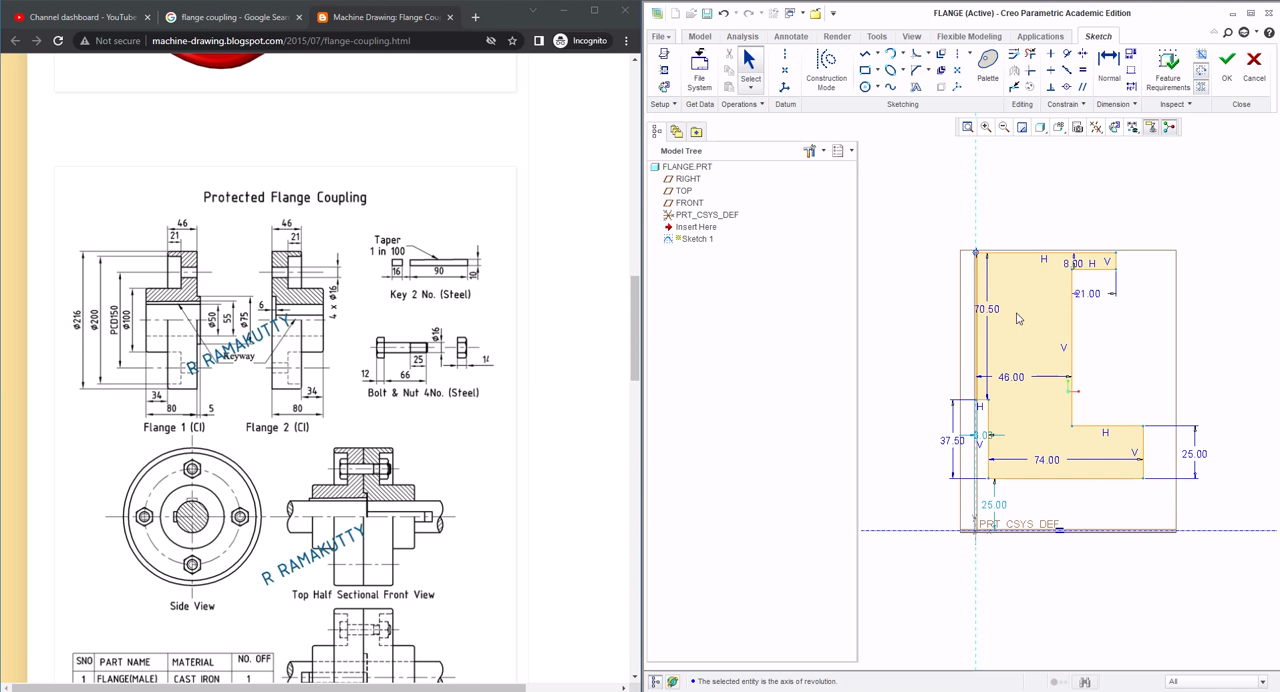 Channel dashboard - YouTube
flange coupling - Google Sear
Machine Drawing: Flange Cou
Not secure
machine-drawing.blogspot.com/2015/07/flange-coupling.html
Incognito
FLANGE (Active) - Creo Parametric Academic Edition
File
Model
Analysis
Annotate
Render
Tools
View
Flexible Modeling
Applications
Sketch
File System
Select
Construction Mode
Palette
Normal
Feature Requirements
OK
Cancel
Setup
Get Data
Operations
Datum
Sketching
Editing
Constrain
Dimension
Inspect
Close
Model Tree
FLANGE.PRT
RIGHT
TOP
FRONT
PRT_CSYS_DEF
Insert Here
Sketch 1
Protected Flange Coupling
46
21
46
21
Taper
1 in 100
16
90
10
Key 2 No. (Steel)
Ø216
Ø200
PCD150
Ø100
Ø50
55
Ø75
6
4 x Ø16
Keyway
R RAMAKUTTY
34
80
5
34
80
Flange 1 (CI)
Flange 2 (CI)
Ø16
25
12
66
Bolt & Nut 4No. (Steel)
Side View
R RAMAKUTTY
Top Half Sectional Front View
SNO
PART NAME
MATERIAL
NO. OFF
1
FLANGE(MALE)
CAST IRON
1
H
8.00
H
V
21.00
70.50
V
46.00
H
H
37.50
V
V
74.00
25.00
25.00
PRT_CSYS_DEF
The selected entity is the axis of revolution.
All